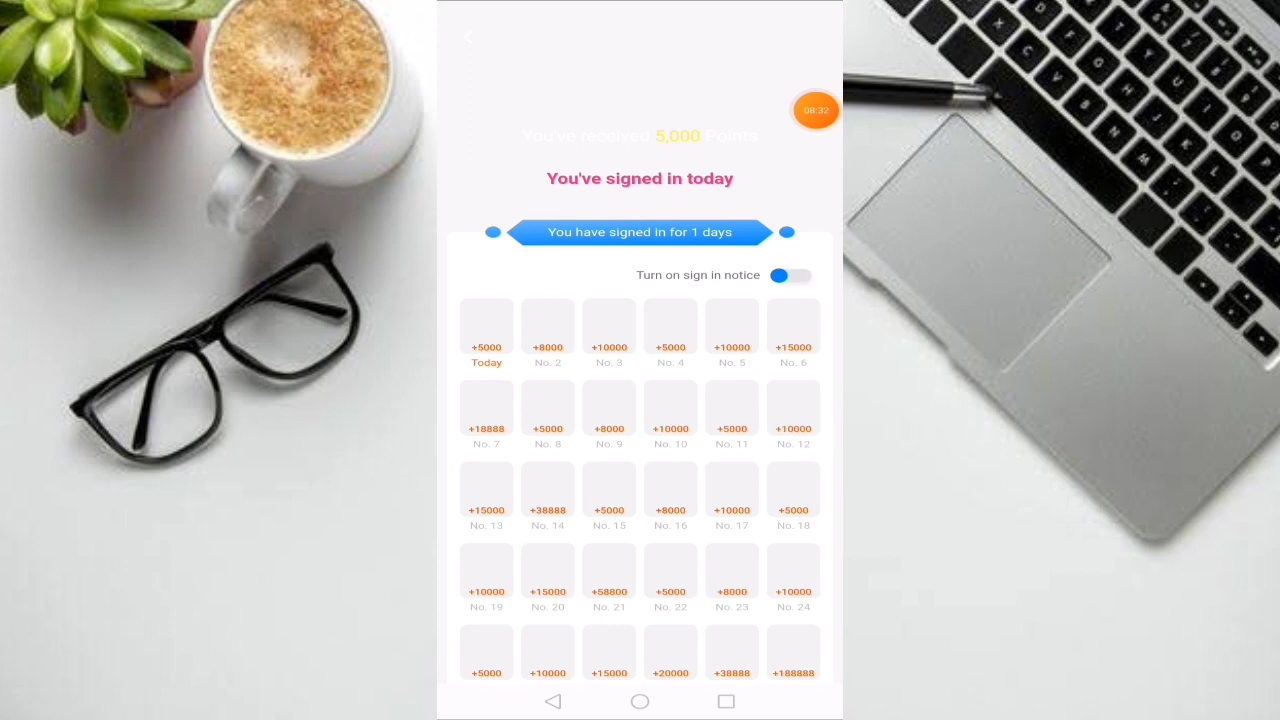 08:32
You've received 5,000 Points
You've signed in today
You have signed in for 1 days
Turn on sign in notice
+5000 +8000 +10000 +5000 +10000 +15000
Today No. 2 No. 3 No. 4 No. 5 No. 6
+18888 +5000 +8000 +10000 +5000 +10000
No. 7 No. 8 No. 9 No. 10 No. 11 No. 12
+15000 +38888 +5000 +8000 +10000 +5000
No. 13 No. 14 No. 15 No. 16 No. 17 No. 18
+10000 +15000 +58800 +5000 +8000 +10000
No. 19 No. 20 No. 21 No. 22 No. 23 No. 24
+5000 +10000 +15000 +20000 +38888 +188888